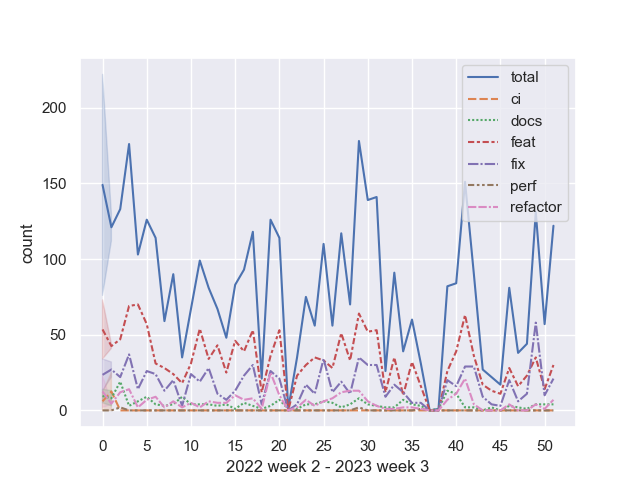 200
150
100
50
0
count
0 5 10 15 20 25 30 35 40 45 50
2022 week 2 - 2023 week 3
total
ci
docs
feat
fix
perf
refactor